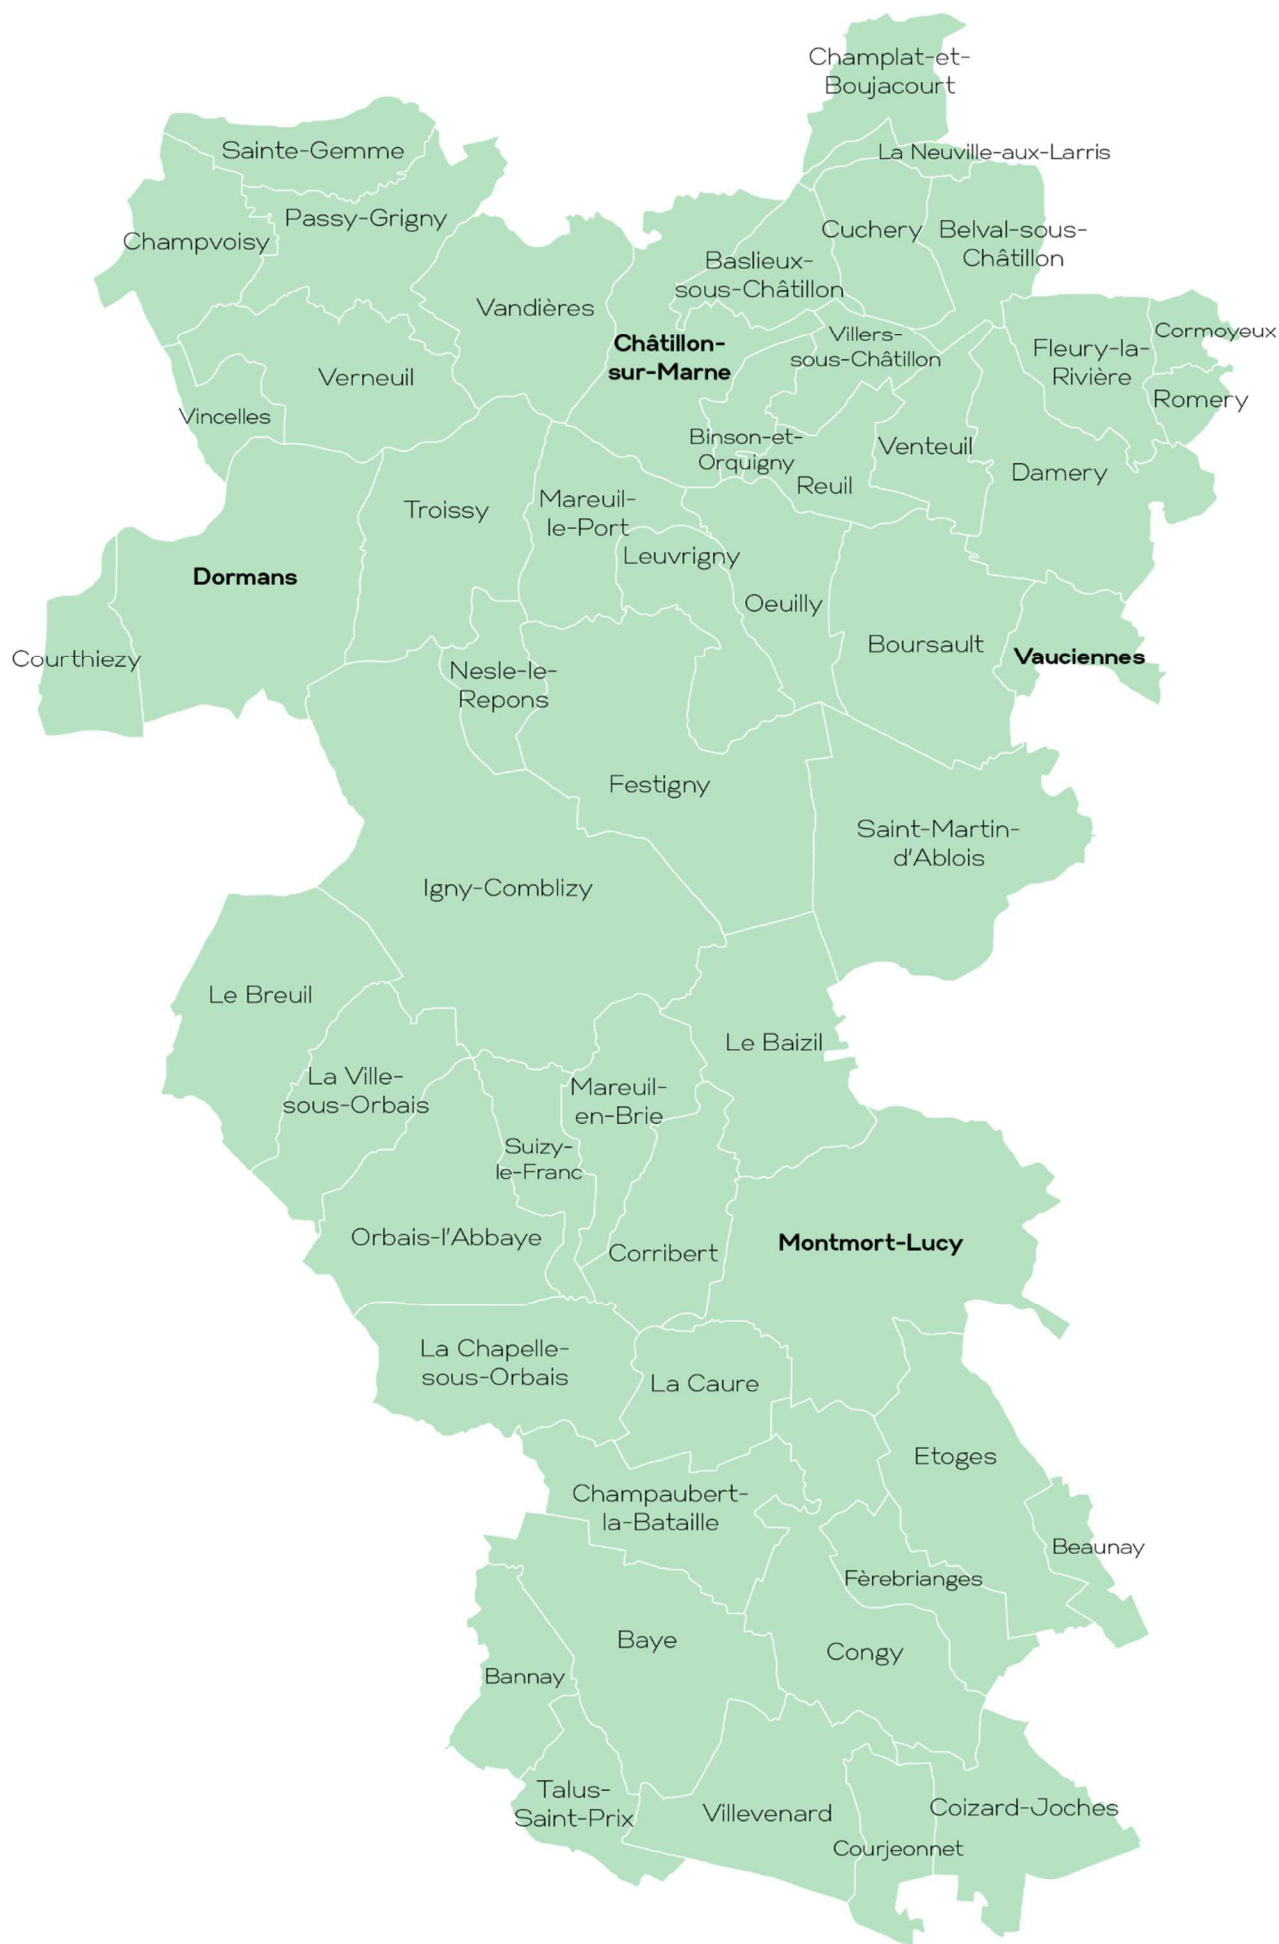 Champlat-et-
Boujacourt
Sainte-Gemme
La Neuville-aux-Larris
Passy-Grigny
Champvoisy
Cuchery
Belval-sous-
Châtillon
Baslieux-
sous-Châtillon
Vandières
Châtillon-
sur-Marne
Villers-
sous-Châtillon
Cormoyeux
Fleury-la-
Rivière
Verneuil
Romery
Vincelles
Binson-et-
Orquigny
Venteuil
Damery
Reuil
Troissy
Mareuil-
le-Port
Leuvrigny
Dormans
Oeuilly
Boursault
Vauciennes
Courthiezy
Nesle-le-
Repons
Festigny
Saint-Martin-
d'Ablois
Igny-Comblizy
Le Breuil
Le Baizil
La Ville-
sous-Orbais
Mareuil-
en-Brie
Suizy-
le-Franc
Orbais-l'Abbaye
Corribert
Montmort-Lucy
La Chapelle-
sous-Orbais
La Caure
Etoges
Champaubert-
la-Bataille
Beaunay
Fèrebrianges
Baye
Congy
Bannay
Talus-
Saint-Prix
Villevenard
Coizard-Joches
Courjeonnet